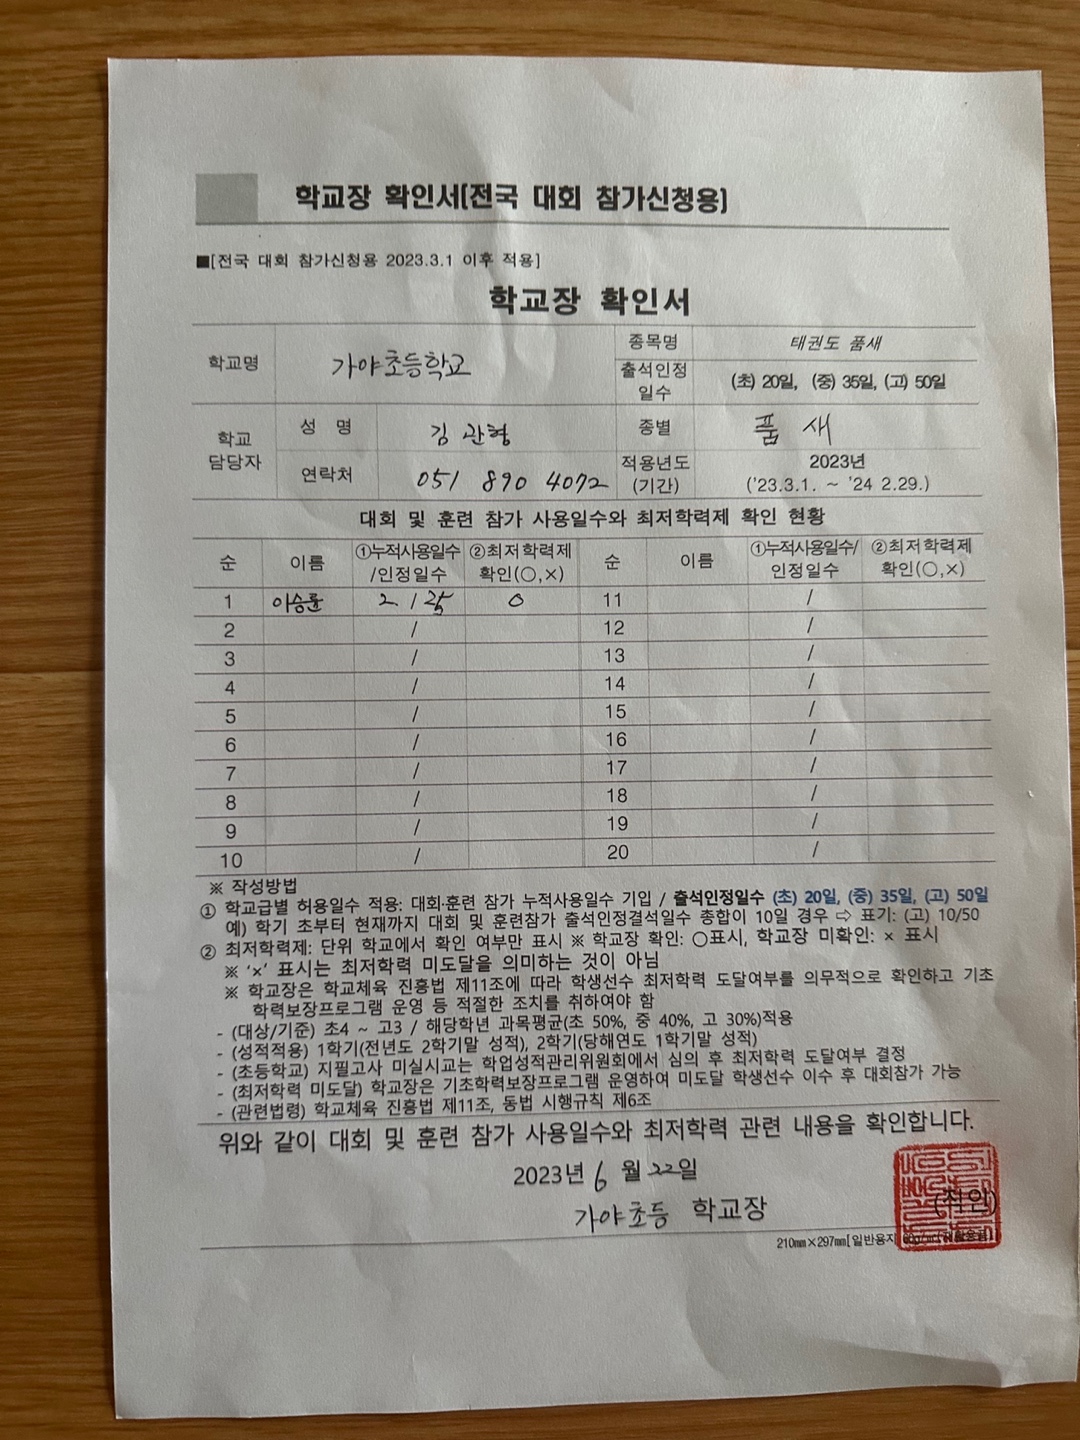 학교장 확인서[전국 대회 참가신청용]
■[전국 대회 참가신청용 2023.3.1 이후 적용]
학교장 확인서
학교명 가야초등학교 종목명 태권도 품새
출석인정 일수 (초) 20일, (중) 35일, (고) 50일
학교 담당자 성 명 김관형 종별 품새
연락처 051 890 4072 적용년도 (기간) 2023년 ('23.3.1. ~ '24 2.29.)
대회 및 훈련 참가 사용일수와 최저학력제 확인 현황
순 이름 ①누적사용일수/인정일수 ②최저학력제 확인(○,×) 순 이름 ①누적사용일수/인정일수 ②최저학력제 확인(○,×)
1 이승륜 2 / ○ 11 /
2 / 12 /
3 / 13 /
4 / 14 /
5 / 15 /
6 / 16 /
7 / 17 /
8 / 18 /
9 / 19 /
10 / 20 /
※ 작성방법
① 학교급별 허용일수 적용: 대회·훈련 참가 누적사용일수 기입 / 출석인정일수 (초) 20일, (중) 35일, (고) 50일
예) 학기 초부터 현재까지 대회 및 훈련참가 출석인정결석일수 총합이 10일 경우 ⇨ 표기: (고) 10/50
② 최저학력제: 단위 학교에서 확인 여부만 표시 ※ 학교장 확인: ○표시, 학교장 미확인: × 표시
※ ‘×’ 표시는 최저학력 미도달을 의미하는 것이 아님
※ 학교장은 학교체육 진흥법 제11조에 따라 학생선수 최저학력 도달여부를 의무적으로 확인하고 기초
학력보장프로그램 운영 등 적절한 조치를 취하여야 함
- (대상/기준) 초4 ~ 고3 / 해당학년 과목평균(초 50%, 중 40%, 고 30%)적용
- (성적적용) 1학기(전년도 2학기말 성적), 2학기(당해연도 1학기말 성적)
- (초등학교) 지필고사 미실시교는 학업성적관리위원회에서 심의 후 최저학력 도달여부 결정
- (최저학력 미도달) 학교장은 기초학력보장프로그램 운영하여 미도달 학생선수 이수 후 대회참가 가능
- (관련법령) 학교체육 진흥법 제11조, 동법 시행규칙 제6조
위와 같이 대회 및 훈련 참가 사용일수와 최저학력 관련 내용을 확인합니다.
2023년 6 월 22일
가야초등 학교장 (직인)
210㎜×297㎜[일반용지